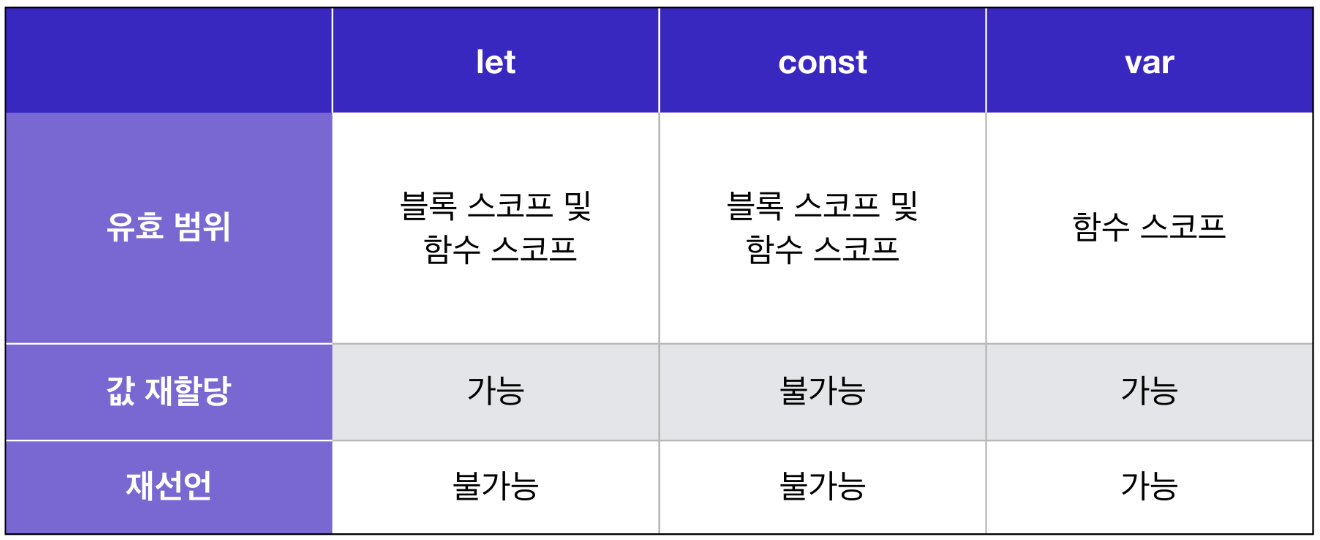 let const var
유효 범위 블록 스코프 및 블록 스코프 및 함수 스코프
함수 스코프 함수 스코프
값 재할당 가능 불가능 가능
재선언 불가능 불가능 가능